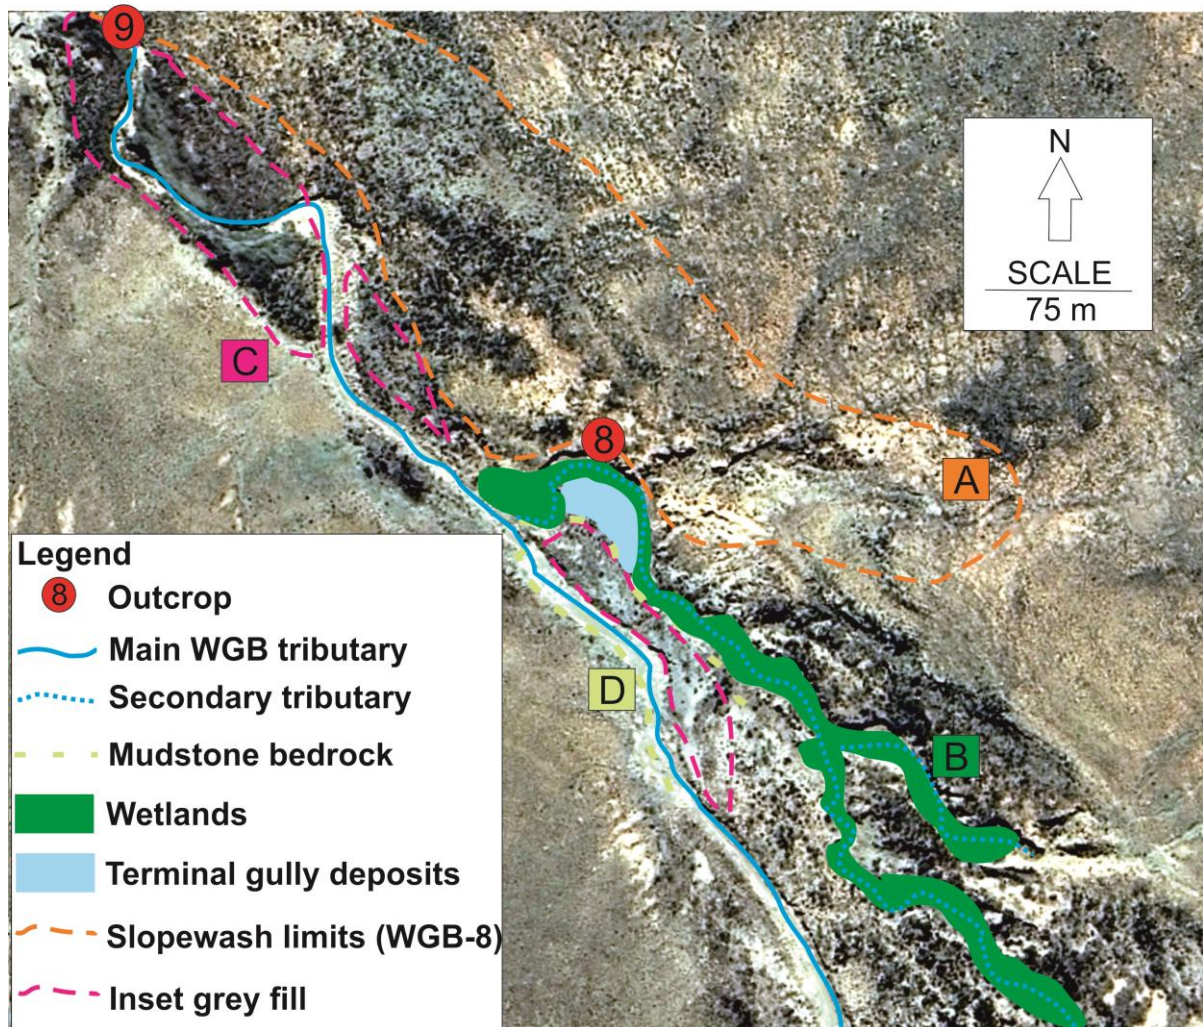 9
N
SCALE
75 m
C
8
A
Legend
8 Outcrop
Main WGB tributary
Secondary tributary
Mudstone bedrock
Wetlands
Terminal gully deposits
Slopewash limits (WGB-8)
Inset grey fill
D
B